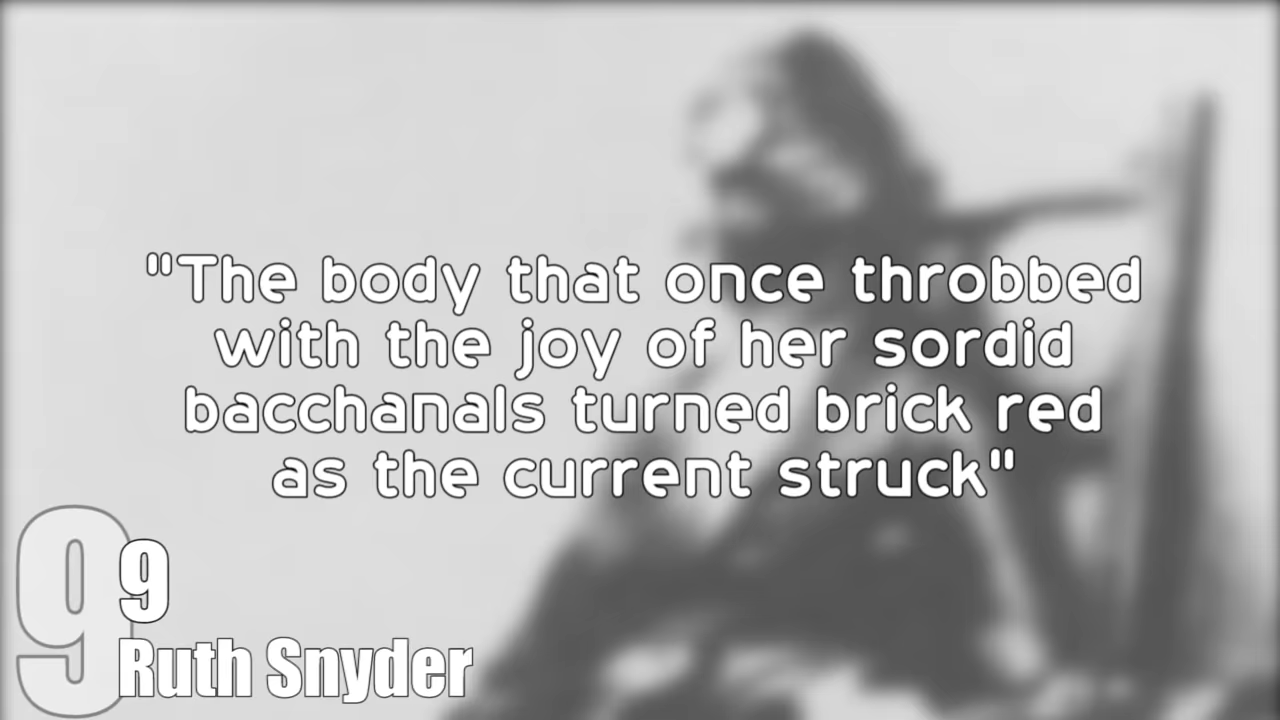 "The body that once throbbed
with the joy of her sordid
bacchanals turned brick red
as the current struck"
9
9
Ruth Snyder